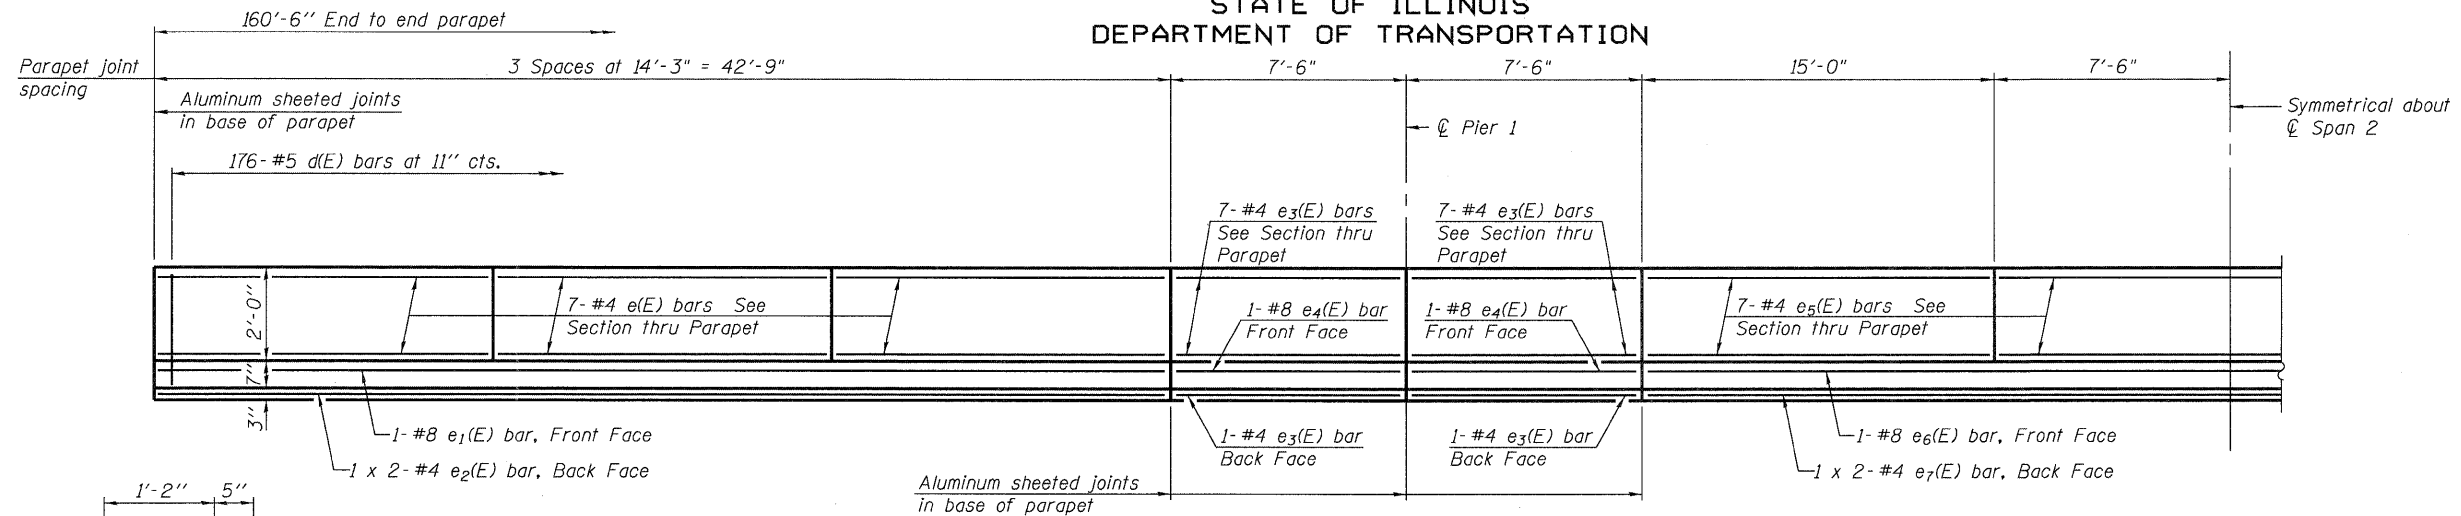 STATE OF ILLINOIS
DEPARTMENT OF TRANSPORTATION
160'-6" End to end parapet
Parapet joint
spacing
3 Spaces at 14'-3" = 42'-9"
7'-6"
7'-6"
15'-0"
7'-6"
Aluminum sheeted joints
in base of parapet
℄ Pier 1
Symmetrical about
℄ Span 2
176-#5 d(E) bars at 11" cts.
7-#4 e3(E) bars
See Section thru
Parapet
7-#4 e3(E) bars
See Section thru
Parapet
2'-0"
7"
3"
7-#4 e(E) bars See
Section thru Parapet
1-#8 e4(E) bar
Front Face
1-#8 e4(E) bar
Front Face
7-#4 e5(E) bars See
Section thru Parapet
1-#8 e1(E) bar, Front Face
1 x 2-#4 e2(E) bar, Back Face
1-#4 e3(E) bar
Back Face
1-#4 e3(E) bar
Back Face
1-#8 e6(E) bar, Front Face
1 x 2-#4 e7(E) bar, Back Face
1'-2"
5"
Aluminum sheeted joints
in base of parapet